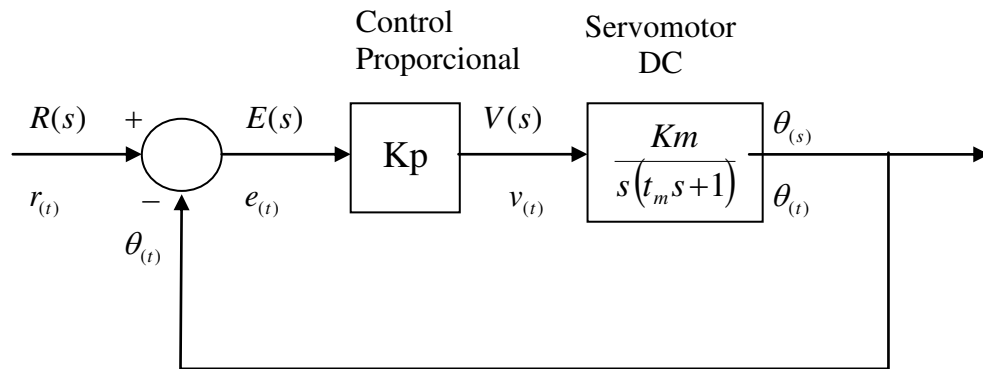 Control
Proporcional
Servomotor
DC
R(s)
+
E(s)
V(s)
θ(s)
Kp
Km
s(t_m s+1)
r(t)
−
e(t)
v(t)
θ(t)
θ(t)